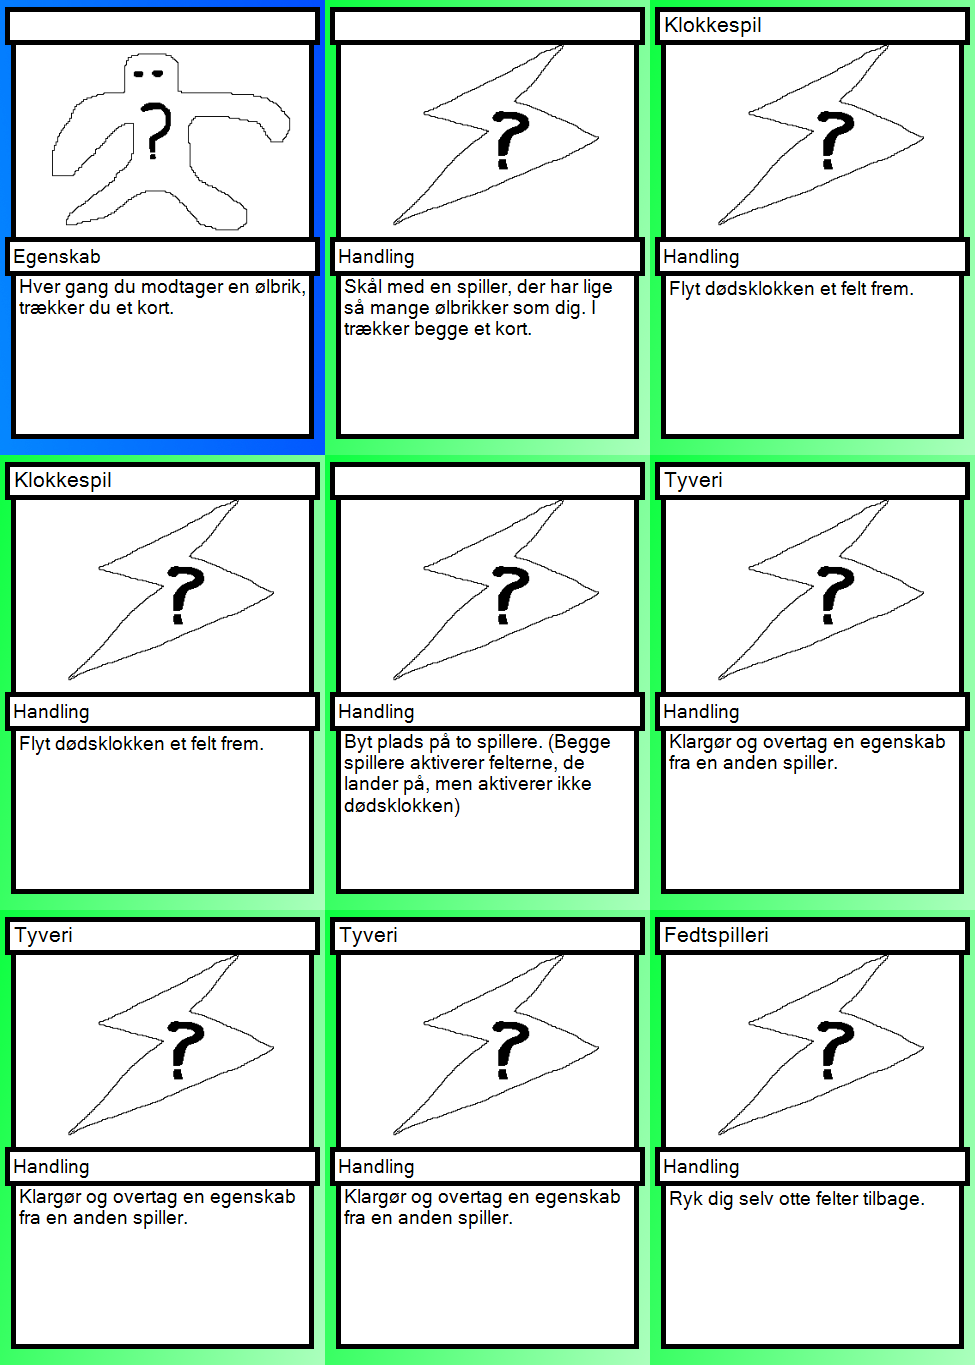 Egenskab
Hver gang du modtager en ølbrik,
trækker du et kort.
?
Handling
Skål med en spiller, der har lige
så mange ølbrikker som dig. I
trækker begge et kort.
?
Klokkespil
?
Handling
Flyt dødsklokken et felt frem.
Klokkespil
?
Handling
Flyt dødsklokken et felt frem.
?
Handling
Byt plads på to spillere. (Begge
spillere aktiverer felterne, de
lander på, men aktiverer ikke
dødsklokken)
Tyveri
?
Handling
Klargør og overtag en egenskab
fra en anden spiller.
Tyveri
?
Handling
Klargør og overtag en egenskab
fra en anden spiller.
Tyveri
?
Handling
Klargør og overtag en egenskab
fra en anden spiller.
Fedtspilleri
?
Handling
Ryk dig selv otte felter tilbage.